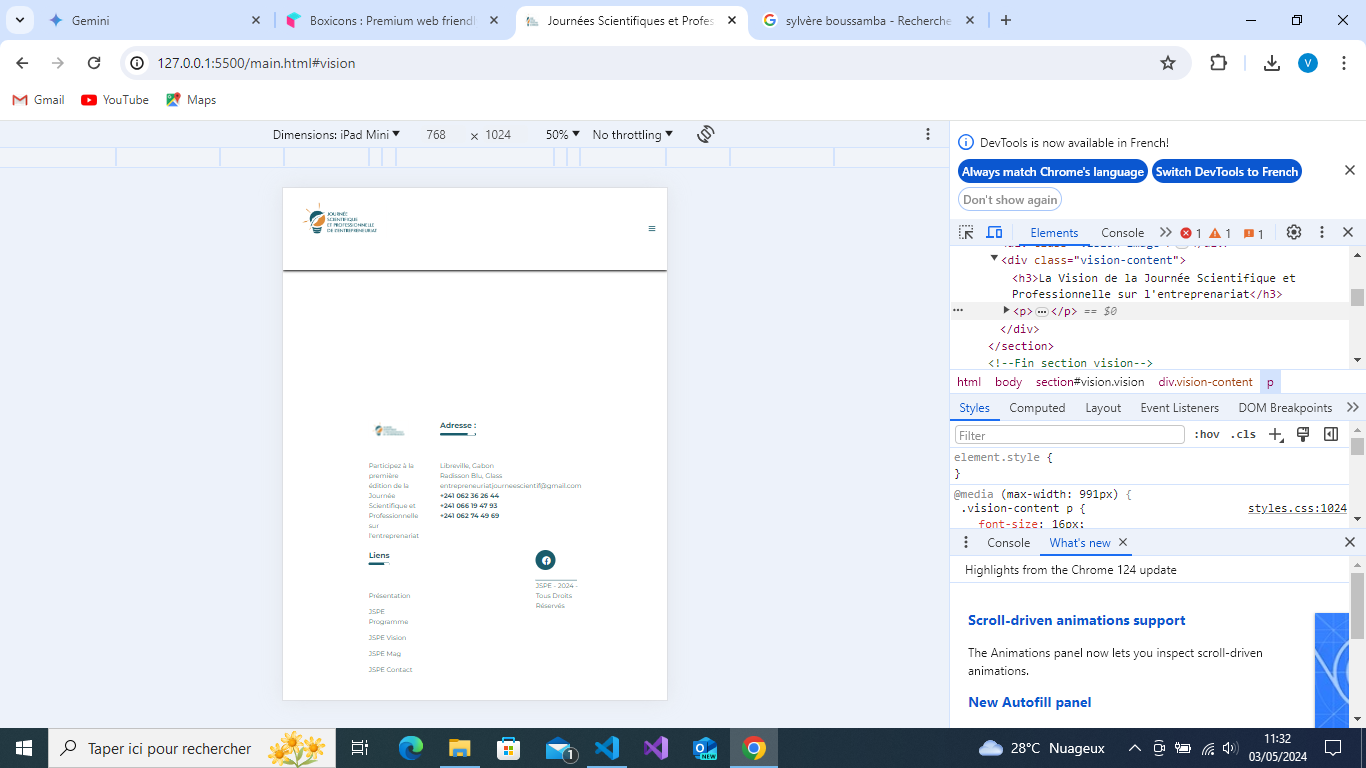 Gemini
Boxicons : Premium web friendl
Journées Scientifiques et Profes
sylvère boussamba - Recherche
127.0.0.1:5500/main.html#vision
V
Gmail
YouTube
Maps
Dimensions: iPad Mini
768
×
1024
50%
No throttling
JOURNÉE
SCIENTIFIQUE
ET PROFESSIONNELLE
DE L'ENTREPRENEURIAT
Adresse :
Participez à la
première
édition de la
Journée
Scientifique et
Professionnelle
sur
l'entreprenariat
Libreville, Gabon
Radisson Blu, Glass
entrepreneuriatjourneescientif@gmail.com
+241 062 36 26 44
+241 066 19 47 93
+241 062 74 49 69
Liens
Présentation
JSPE
Programme
JSPE Vision
JSPE Mag
JSPE Contact
JSPE - 2024 -
Tous Droits
Réservés
DevTools is now available in French!
Always match Chrome's language
Switch DevTools to French
Don't show again
Elements
Console
1
1
1
<div class="vision-content">
<h3>La Vision de la Journée Scientifique et
Professionnelle sur l'entreprenariat</h3>
<p>…</p> == $0
</div>
</section>
<!--Fin section vision-->
html
body
section#vision.vision
div.vision-content
p
Styles
Computed
Layout
Event Listeners
DOM Breakpoints
Filter
:hov
.cls
element.style {
}
@media (max-width: 991px) {
.vision-content p {
styles.css:1024
font-size: 16px;
Console
What's new
Highlights from the Chrome 124 update
Scroll-driven animations support
The Animations panel now lets you inspect scroll-driven
animations.
New Autofill panel
Taper ici pour rechercher
1
NEW
28°C Nuageux
11:32
03/05/2024